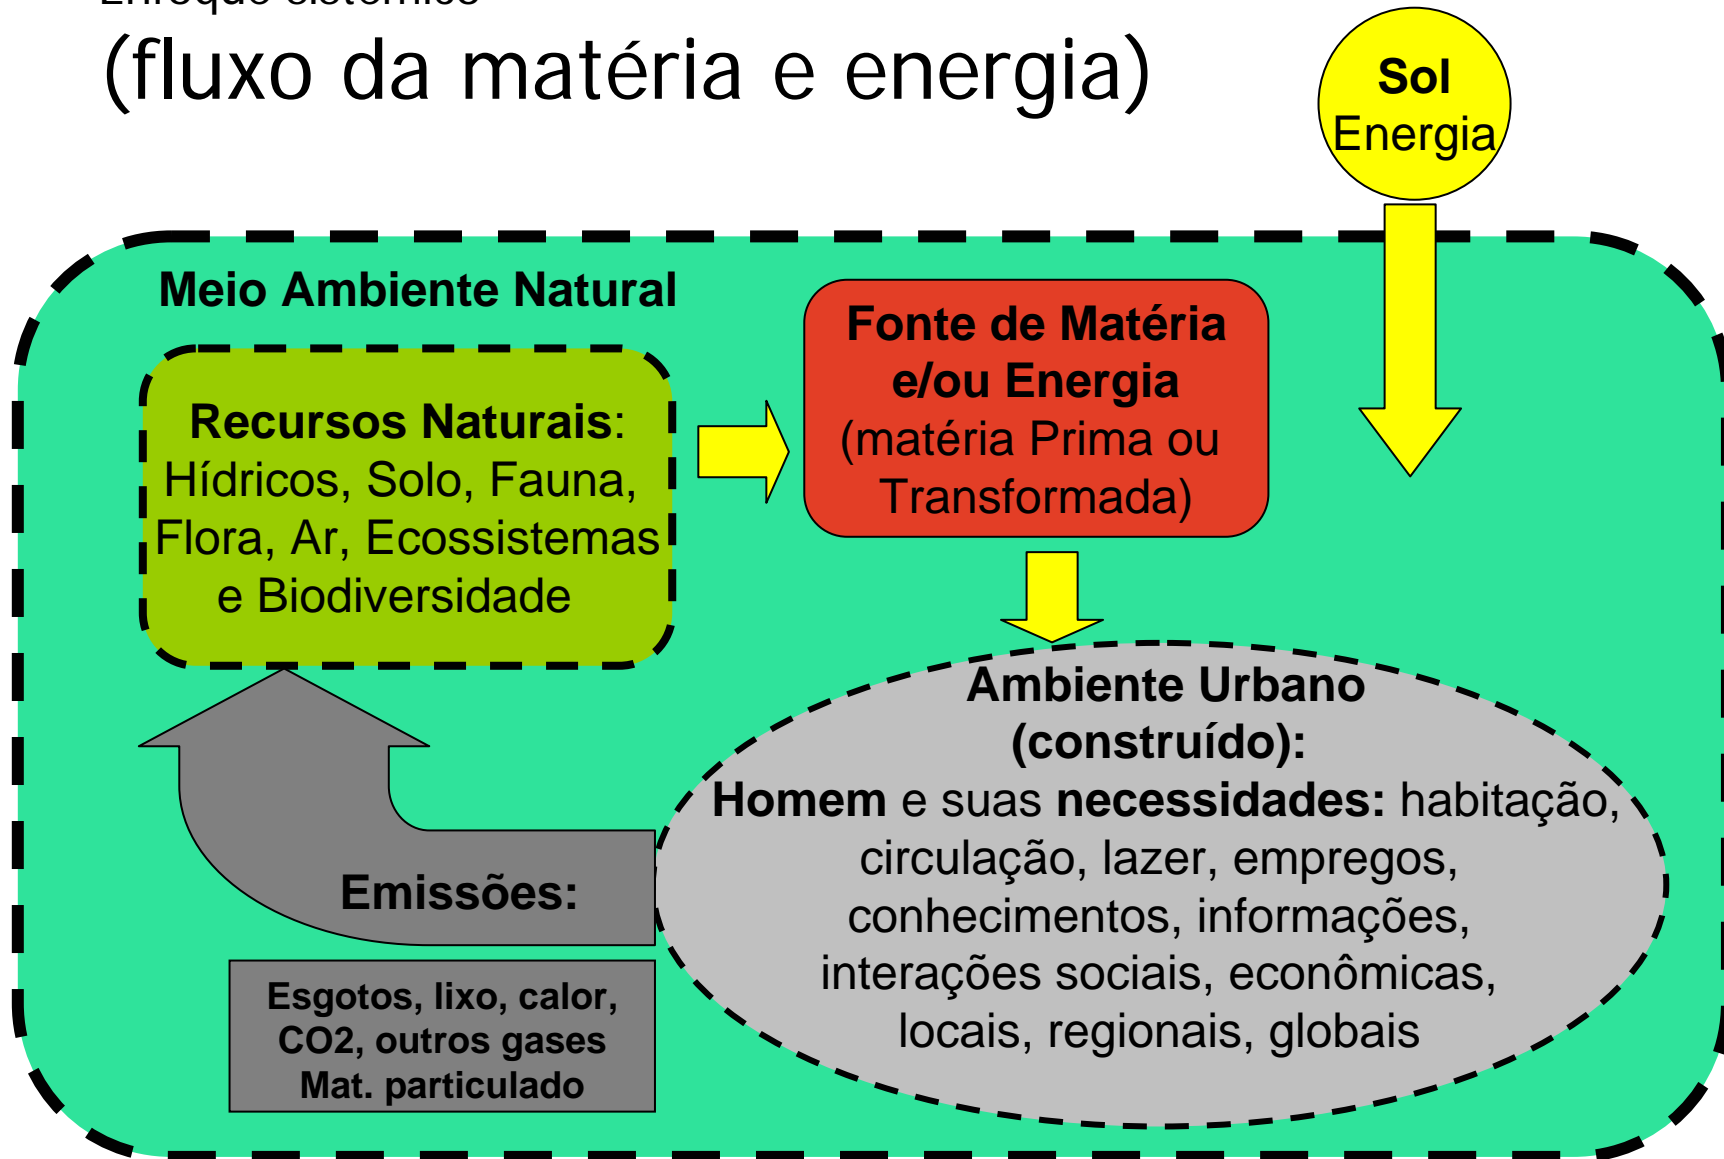 Enfoque sistêmico
(fluxo da matéria e energia)
Sol
Energia
Meio Ambiente Natural
Recursos Naturais:
Hídricos, Solo, Fauna,
Flora, Ar, Ecossistemas
e Biodiversidade
Fonte de Matéria
e/ou Energia
(matéria Prima ou
Transformada)
Ambiente Urbano
(construído):
Homem e suas necessidades: habitação,
circulação, lazer, empregos,
conhecimentos, informações,
interações sociais, econômicas,
locais, regionais, globais
Emissões:
Esgotos, lixo, calor,
CO2, outros gases
Mat. particulado